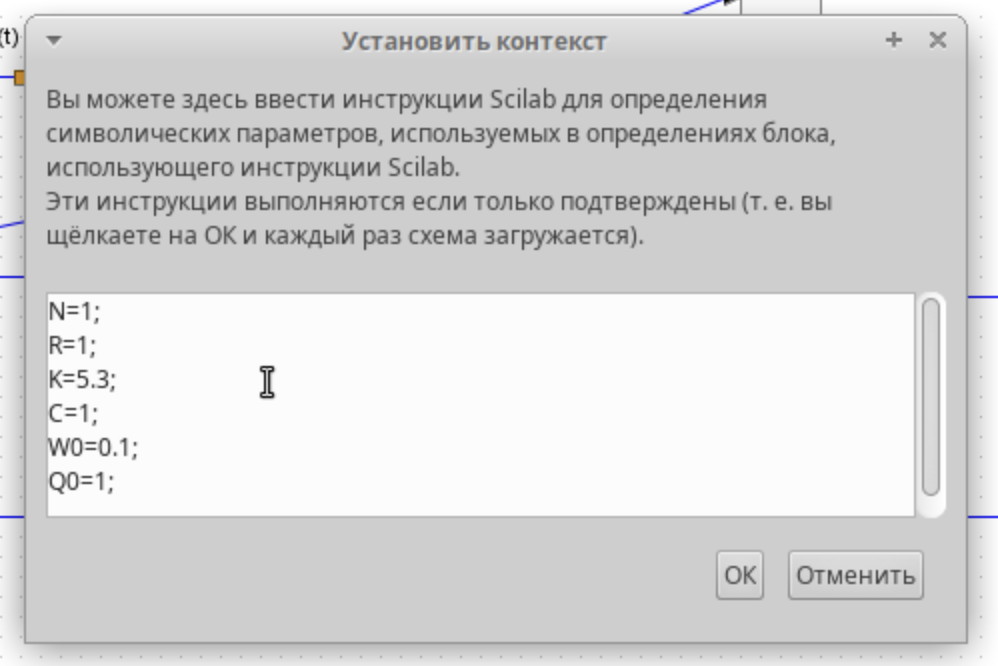 (t)
Установить контекст
Вы можете здесь ввести инструкции Scilab для определения
символических параметров, используемых в определениях блока,
использующего инструкции Scilab.
Эти инструкции выполняются если только подтверждены (т. е. вы
щёлкаете на ОК и каждый раз схема загружается).
N=1;
R=1;
K=5.3;
C=1;
W0=0.1;
Q0=1;
ОК Отменить